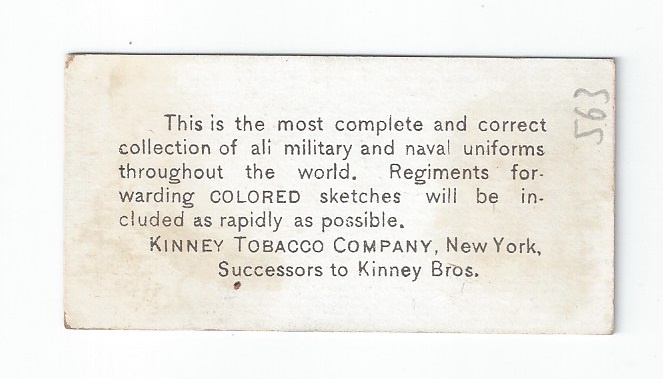 This is the most complete and correct
collection of all military and naval uniforms
throughout the world. Regiments for-
warding COLORED sketches will be in-
cluded as rapidly as possible.
KINNEY TOBACCO COMPANY, New York,
Successors to Kinney Bros.
563